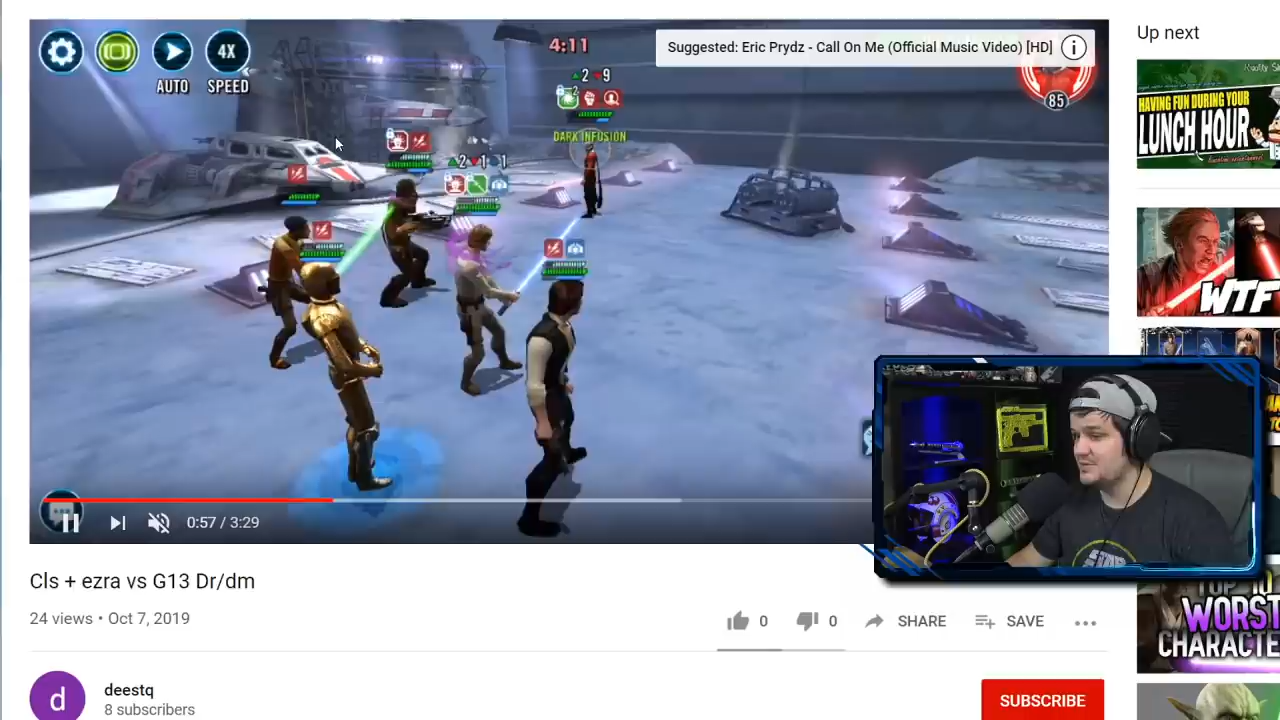 4:11
Suggested: Eric Prydz - Call On Me (Official Music Video) [HD]
4X
AUTO
SPEED
2 9
2
85
DARK INFUSION
2 1 1
0:57 / 3:29
Cls + ezra vs G13 Dr/dm
24 views • Oct 7, 2019
0
0
SHARE
SAVE
d
deestq
8 subscribers
SUBSCRIBE
Up next
HAVING FUN DURING YOUR
LUNCH HOUR
WTF
TOP 10
WORST
CHARACTE